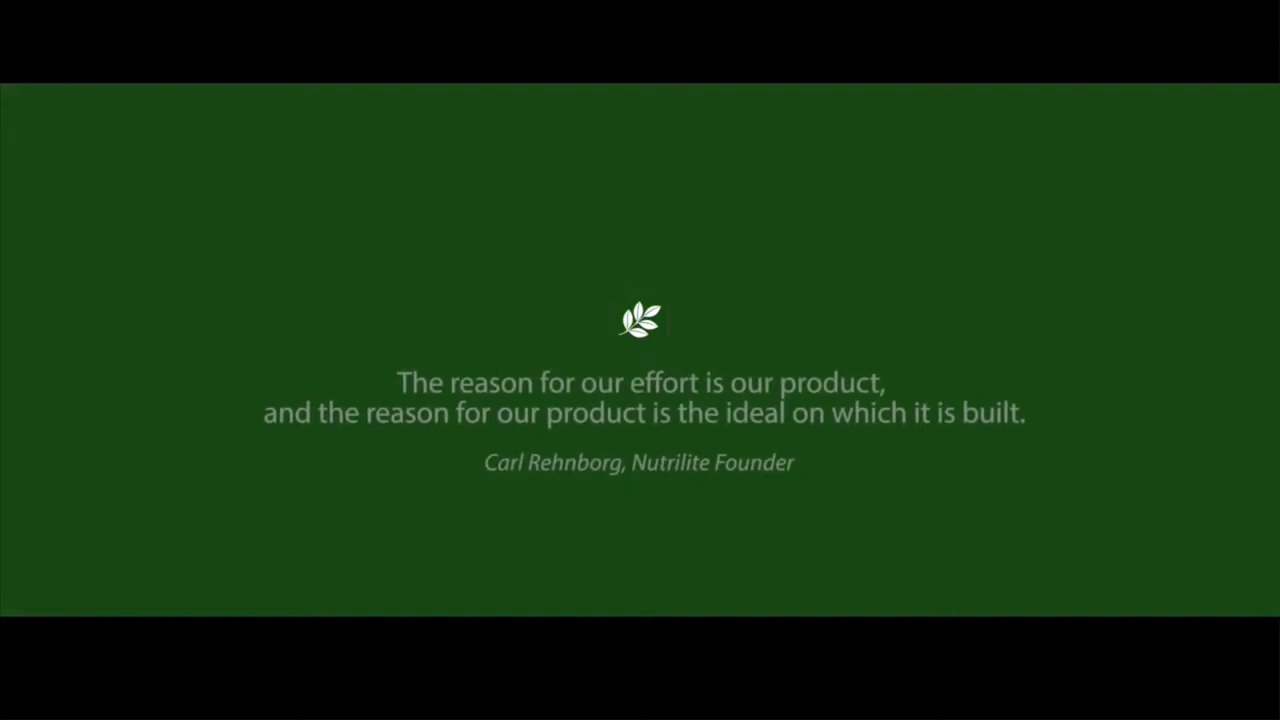 The reason for our effort is our product,
and the reason for our product is the ideal on which it is built.
Carl Rehnborg, Nutrilite Founder